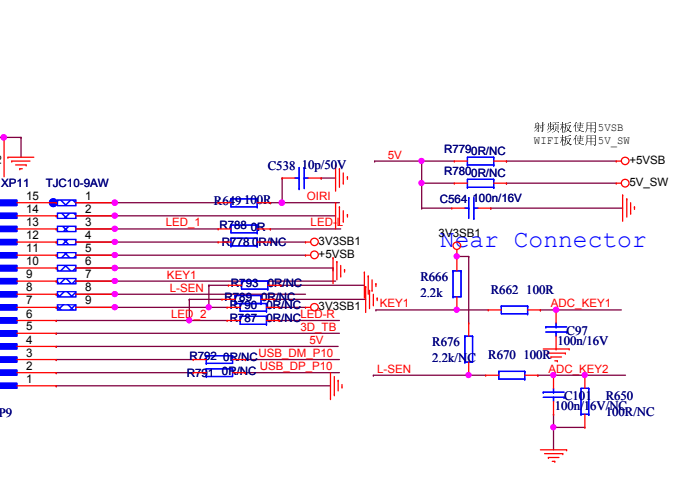 射频板使用5VSB
WIFI板使用5V_SW
5V
R779 0R/NC
+5VSB
R780 0R/NC
5V_SW
C564
100n/16V
C538
10p/50V
XP11
TJC10-9AW
15
1
R649 100R
OIRI
14
2
13
3
LED_1
R788 0R
LED-L
12
4
R778 0R/NC
3V3SB1
11
5
+5VSB
10
6
9
7
KEY1
R793 0R/NC
8
8
L-SEN
R789 0R/NC
7
9
R790 0R/NC
3V3SB1
6
LED_2
R787 0R/NC
LED-R
5
3D_TB
4
5V
3
R792 0R/NC
USB_DM_P10
2
R791 0R/NC
USB_DP_P10
1
P9
3V3SB1
Near Connector
R666
2.2k
R662 100R
KEY1
ADC_KEY1
C97
100n/16V
R676
2.2k/NC
R670 100R
L-SEN
ADC_KEY2
C101
100n/16V/NC
R650
100R/NC